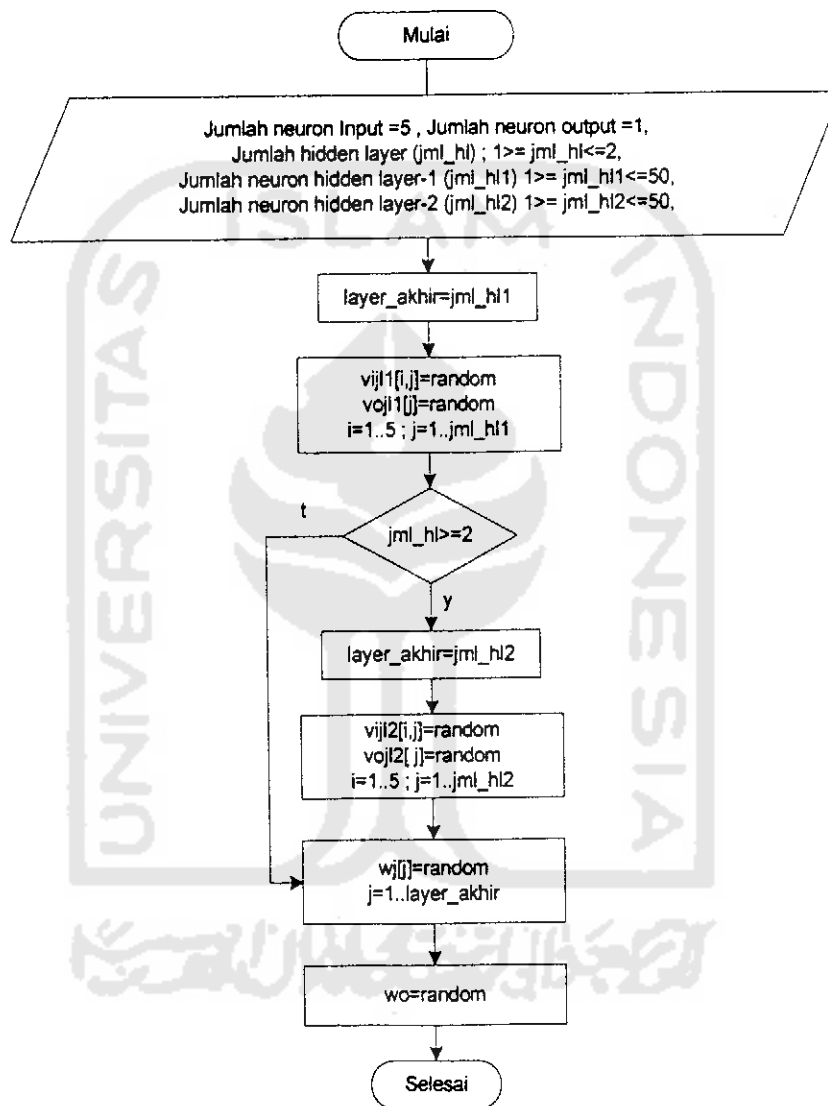 Mulai
Jumlah neuron Input =5 , Jumlah neuron output =1,
Jumlah hidden layer (jml_hl) ; 1>= jml_hl<=2,
Jumlah neuron hidden layer-1 (jml_hl1) 1>= jml_hl1<=50,
Jumlah neuron hidden layer-2 (jml_hl2) 1>= jml_hl2<=50,
ISLAM
UNIVERSITAS
INDONESIA
layer_akhir=jml_hl1
vijl1[i,j]=random
vojl1[j]=random
i=1..5 ; j=1..jml_hl1
t
jml_hl>=2
y
layer_akhir=jml_hl2
vijl2[i,j]=random
vojl2[ j]=random
i=1..5 ; j=1..jml_hl2
wj[j]=random
j=1..layer_akhir
wo=random
Selesai